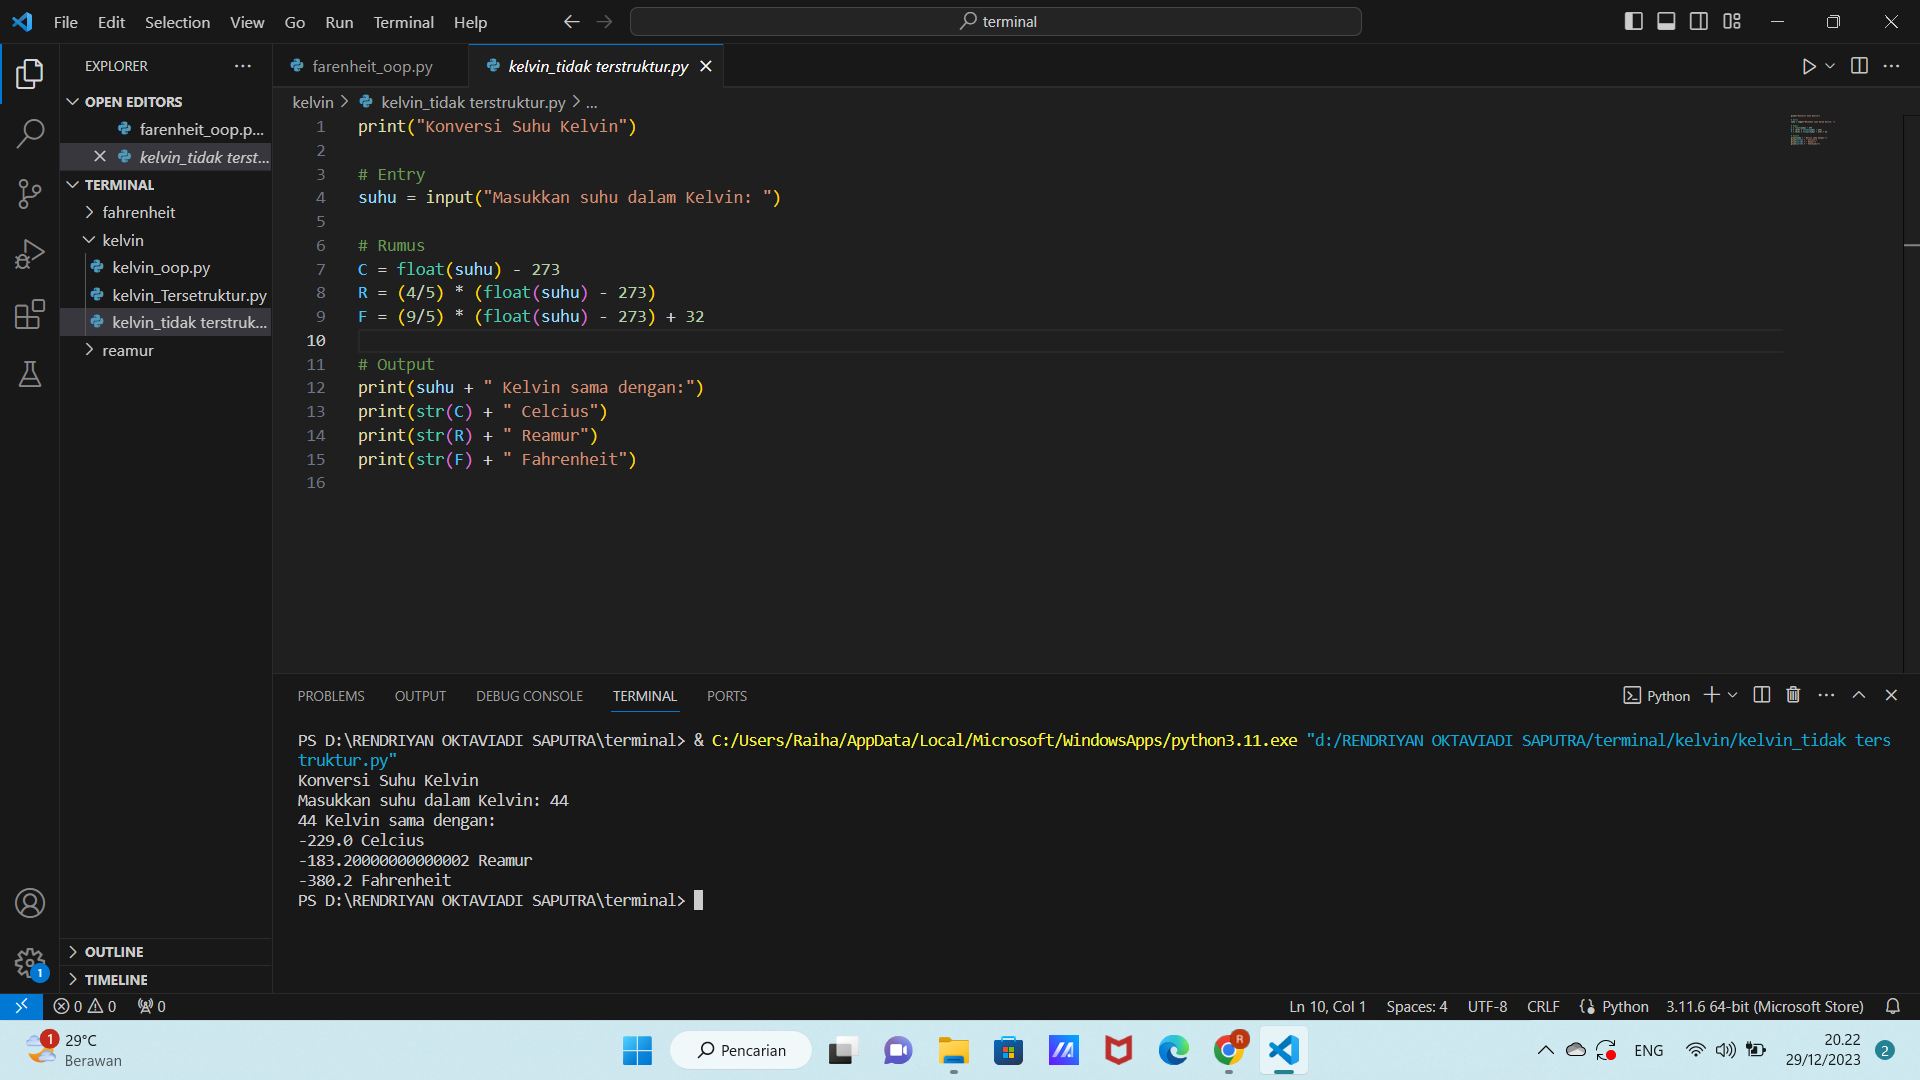 File Edit Selection View Go Run Terminal Help
terminal
EXPLORER
OPEN EDITORS
farenheit_oop.p...
kelvin_tidak terst...
TERMINAL
fahrenheit
kelvin
kelvin_oop.py
kelvin_Tersetruktur.py
kelvin_tidak terstruk...
reamur
OUTLINE
TIMELINE
farenheit_oop.py
kelvin_tidak terstruktur.py
kelvin > kelvin_tidak terstruktur.py > ...
1 print("Konversi Suhu Kelvin")
2
3 # Entry
4 suhu = input("Masukkan suhu dalam Kelvin: ")
5
6 # Rumus
7 C = float(suhu) - 273
8 R = (4/5) * (float(suhu) - 273)
9 F = (9/5) * (float(suhu) - 273) + 32
10
11 # Output
12 print(suhu + " Kelvin sama dengan:")
13 print(str(C) + " Celcius")
14 print(str(R) + " Reamur")
15 print(str(F) + " Fahrenheit")
16
PROBLEMS OUTPUT DEBUG CONSOLE TERMINAL PORTS
Python
PS D:\RENDRIYAN OKTAVIADI SAPUTRA\terminal> & C:/Users/Raiha/AppData/Local/Microsoft/WindowsApps/python3.11.exe "d:/RENDRIYAN OKTAVIADI SAPUTRA/terminal/kelvin/kelvin_tidak ters
truktur.py"
Konversi Suhu Kelvin
Masukkan suhu dalam Kelvin: 44
44 Kelvin sama dengan:
-229.0 Celcius
-183.20000000000002 Reamur
-380.2 Fahrenheit
PS D:\RENDRIYAN OKTAVIADI SAPUTRA\terminal>
1
0 0 0
Ln 10, Col 1 Spaces: 4 UTF-8 CRLF Python 3.11.6 64-bit (Microsoft Store)
1
29°C
Berawan
Pencarian
R
ENG
20.22
29/12/2023
2